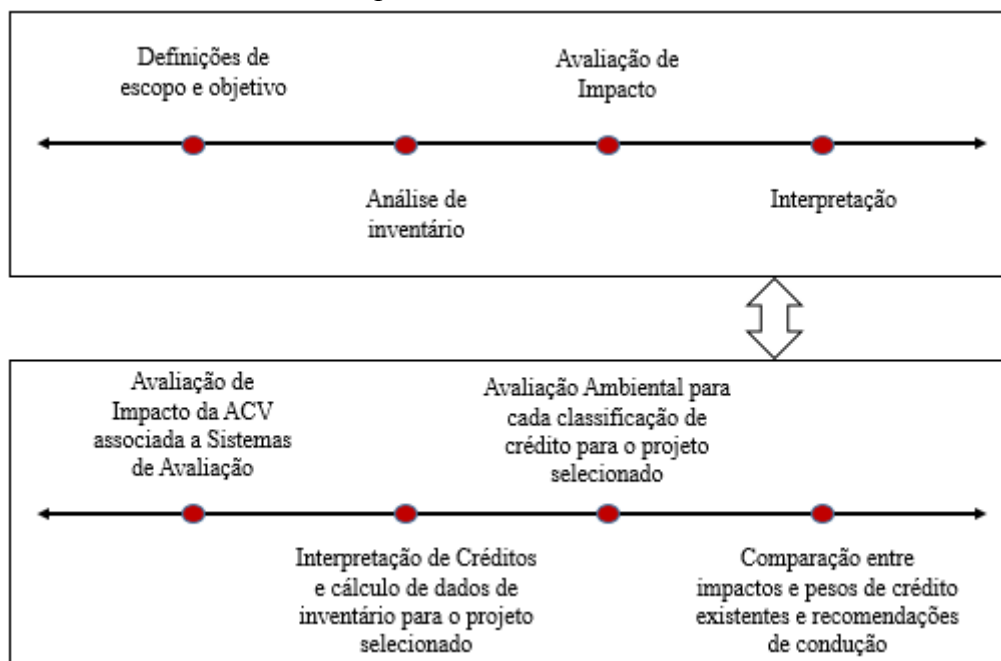 Definições de
escopo e objetivo
Avaliação de
Impacto
Análise de
inventário
Interpretação
Avaliação de
Impacto da ACV
associada a Sistemas
de Avaliação
Avaliação Ambiental para
cada classificação de
crédito para o projeto
selecionado
Interpretação de Créditos
e cálculo de dados de
inventário para o projeto
selecionado
Comparação entre
impactos e pesos de crédito
existentes e recomendações
de condução